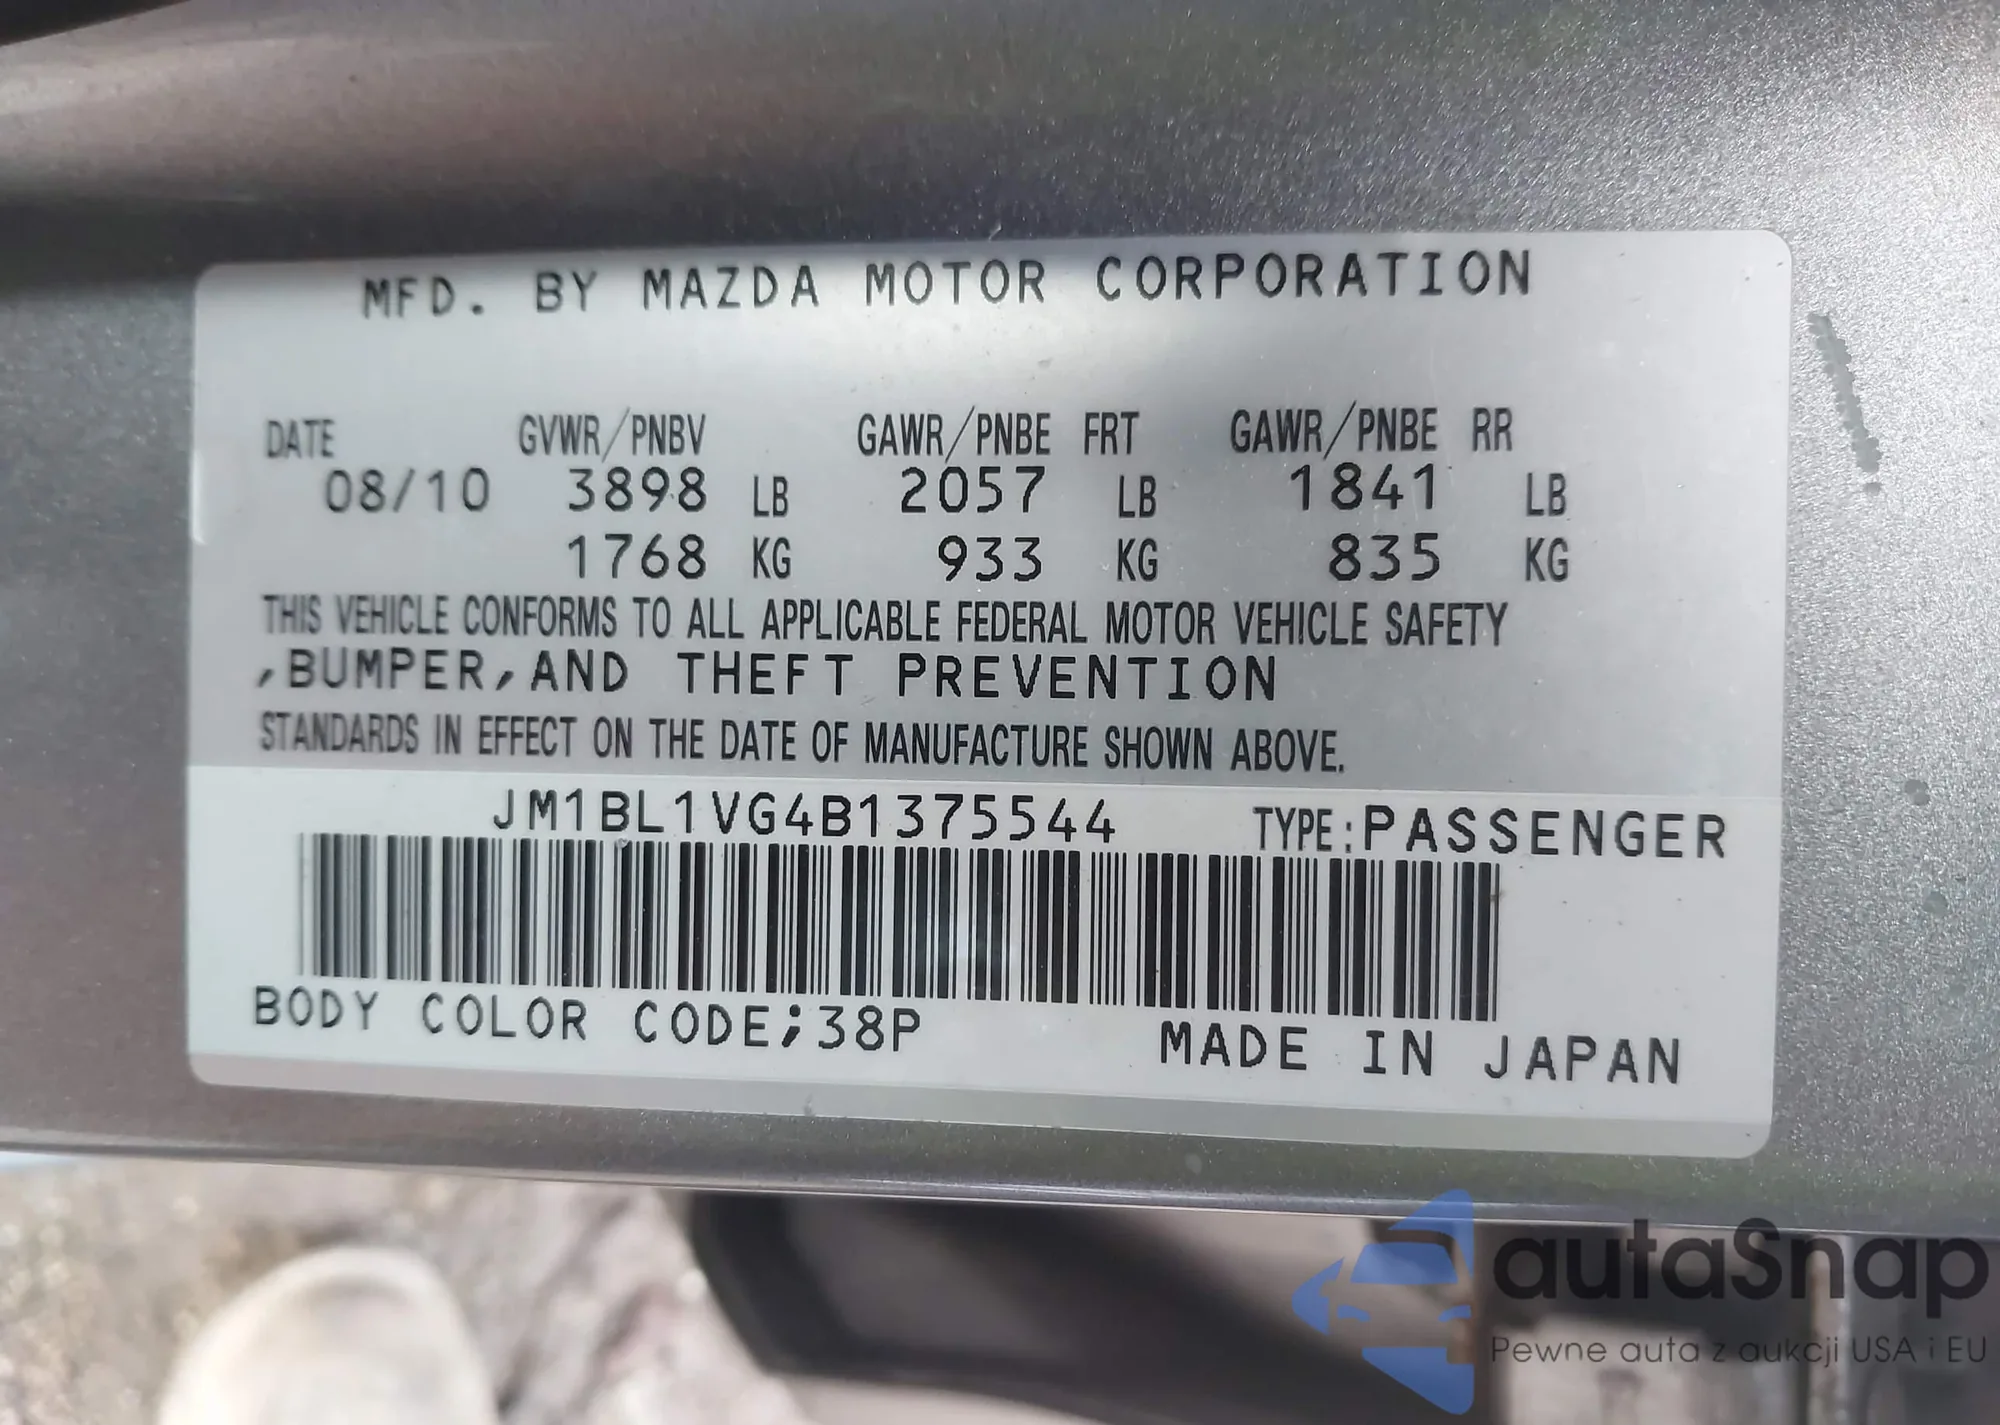 MFD. BY MAZDA MOTOR CORPORATION
DATE GVWR/PNBV GAWR/PNBE FRT GAWR/PNBE RR
08/10 3898 LB 2057 LB 1841 LB
1768 KG 933 KG 835 KG
THIS VEHICLE CONFORMS TO ALL APPLICABLE FEDERAL MOTOR VEHICLE SAFETY
,BUMPER,AND THEFT PREVENTION
STANDARDS IN EFFECT ON THE DATE OF MANUFACTURE SHOWN ABOVE.
JM1BL1VG4B1375544 TYPE:PASSENGER
BODY COLOR CODE;38P MADE IN JAPAN
autaSnap
Pewne auta z aukcji USA i EU